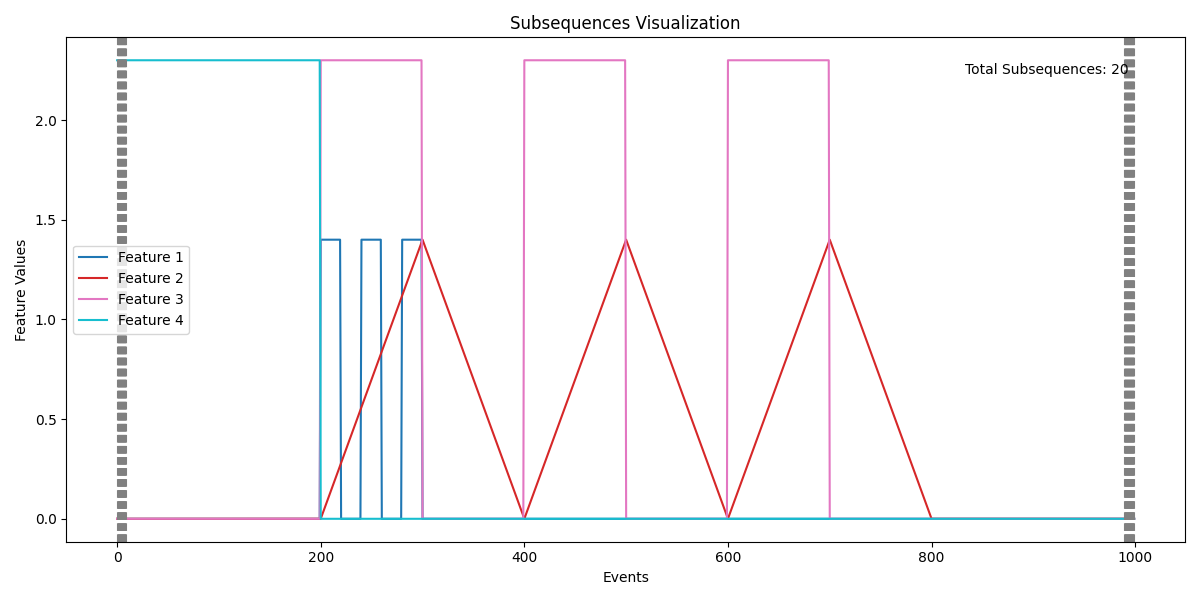 Subsequences Visualization
Total Subsequences: 20
Feature Values
2.0
1.5
1.0
0.5
0.0
Feature 1
Feature 2
Feature 3
Feature 4
0 200 400 600 800 1000
Events